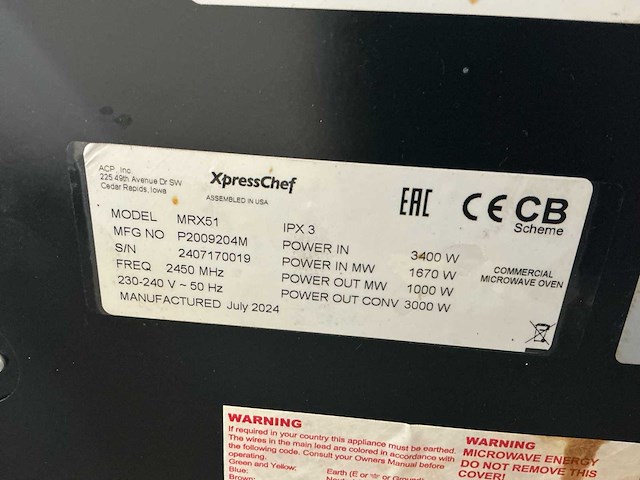 ACP, Inc.
225 49th Avenue Dr SW
Cedar Rapids, Iowa
XpressChef
ASSEMBLED IN USA
EAC CE CB
Scheme
MODEL MRX51
MFG NO P2009204M
S/N 2407170019
FREQ 2450 MHz
230-240 V ~ 50 Hz
MANUFACTURED July 2024
IPX 3
POWER IN 3400 W
POWER IN MW 1670 W
POWER OUT MW 1000 W
POWER OUT CONV 3000 W
COMMERCIAL
MICROWAVE OVEN
WARNING
If required in your country this appliance must be earthed.
The wires in the main lead are colored in accordance with
the following code. Consult your Owners Manual before
operating.
Green and Yellow: Earth (E or
Blue:
Brown:
WARNING
MICROWAVE ENERGY
DO NOT REMOVE THIS
COVER!